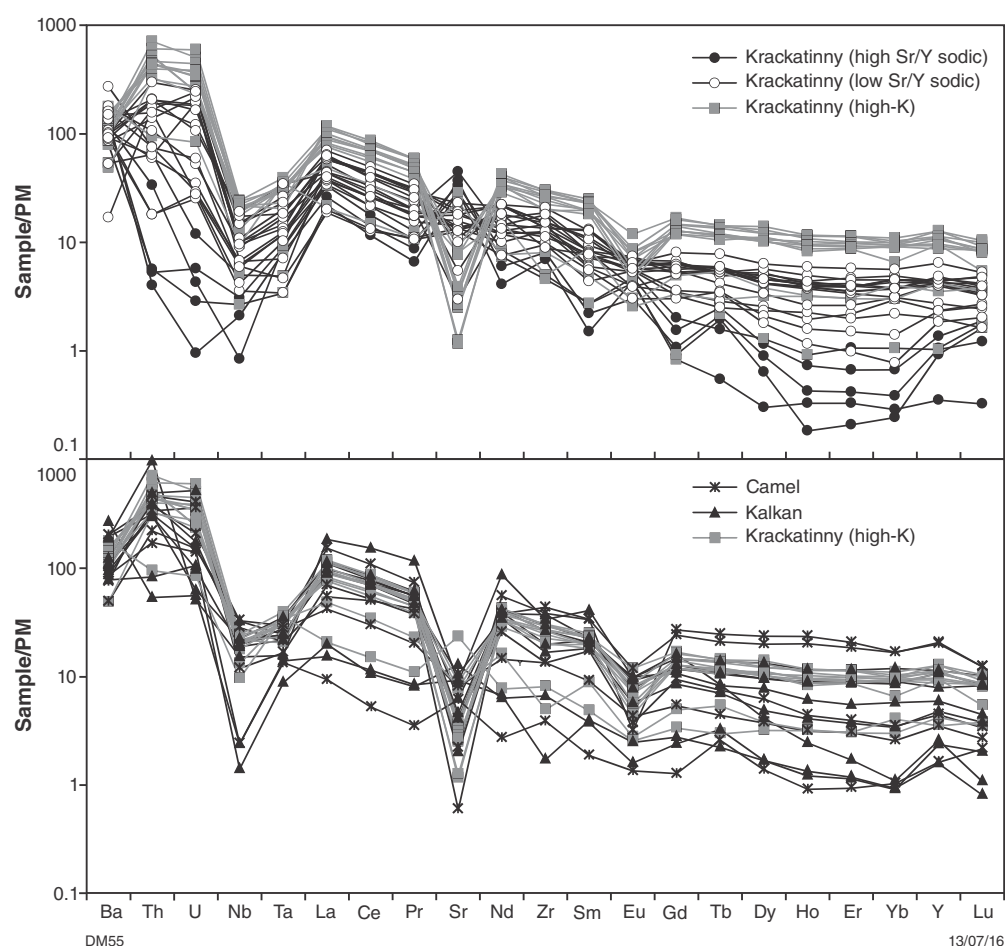 1000
100
10
1
0.1
Sample/PM
Krackatinny (high Sr/Y sodic)
Krackatinny (low Sr/Y sodic)
Krackatinny (high-K)
1000
100
10
1
0.1
Sample/PM
Camel
Kalkan
Krackatinny (high-K)
Ba Th U Nb Ta La Ce Pr Sr Nd Zr Sm Eu Gd Tb Dy Ho Er Yb Y Lu
DM55 13/07/16